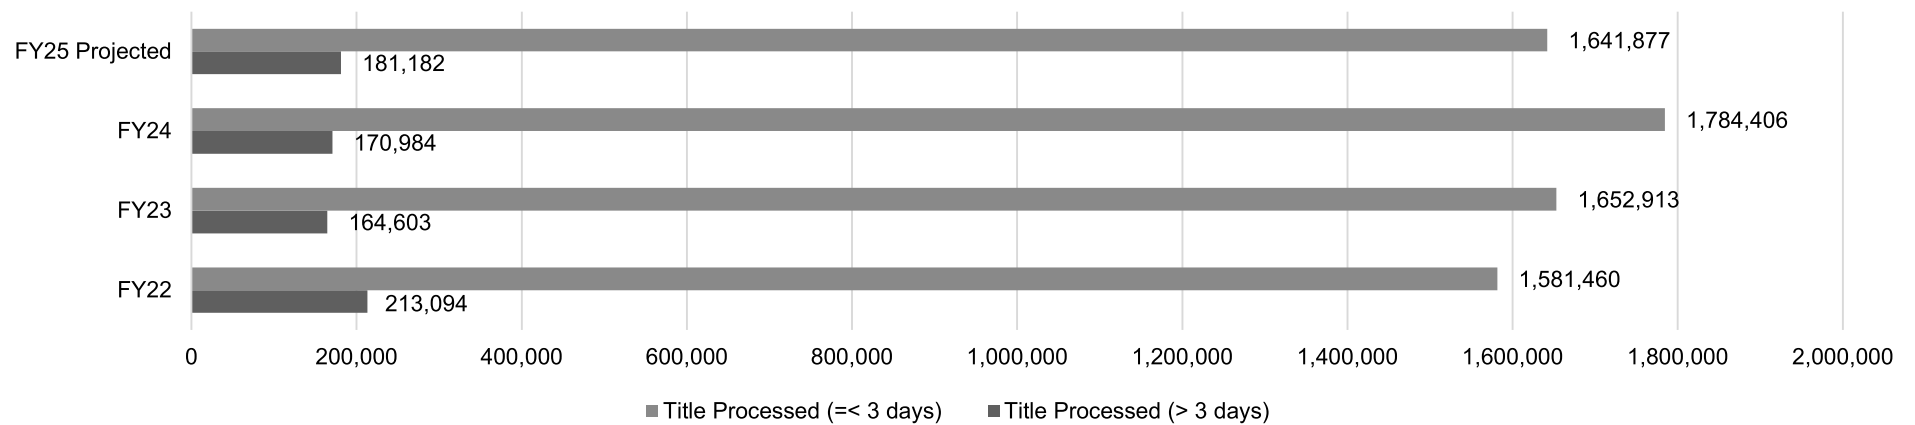 FY25 Projected
1,641,877
181,182
FY24
1,784,406
170,984
FY23
1,652,913
164,603
FY22
1,581,460
213,094
0 200,000 400,000 600,000 800,000 1,000,000 1,200,000 1,400,000 1,600,000 1,800,000 2,000,000
Title Processed (=< 3 days) Title Processed (> 3 days)